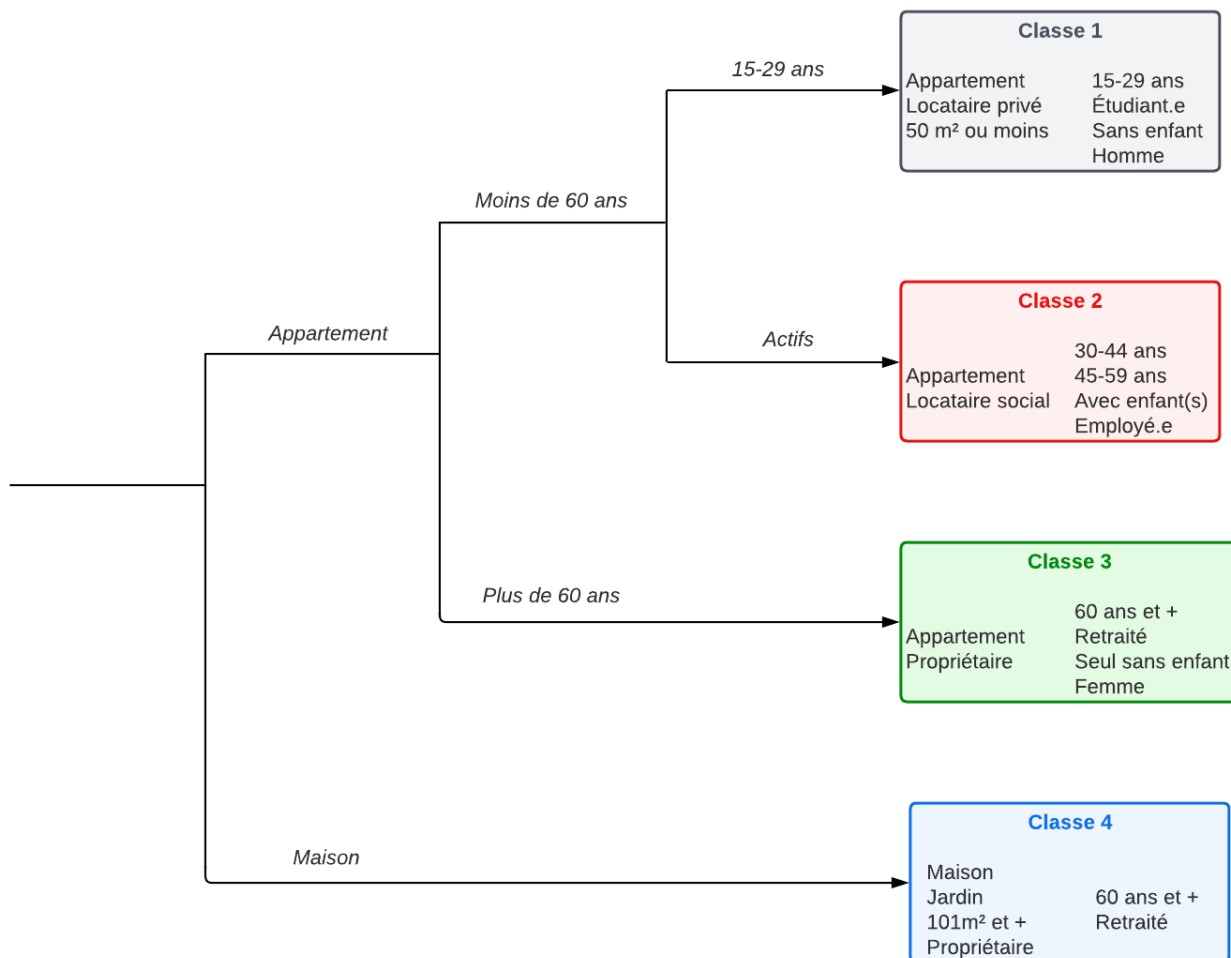 Classe 1
15-29 ans
Appartement 15-29 ans
Locataire privé Étudiant.e
50 m² ou moins Sans enfant
Homme
Moins de 60 ans
Classe 2
Appartement
Actifs
30-44 ans
Appartement 45-59 ans
Locataire social Avec enfant(s)
Employé.e
Classe 3
Plus de 60 ans
60 ans et +
Appartement Retraité
Propriétaire Seul sans enfant
Femme
Classe 4
Maison
Maison
Jardin 60 ans et +
101m² et + Retraité
Propriétaire